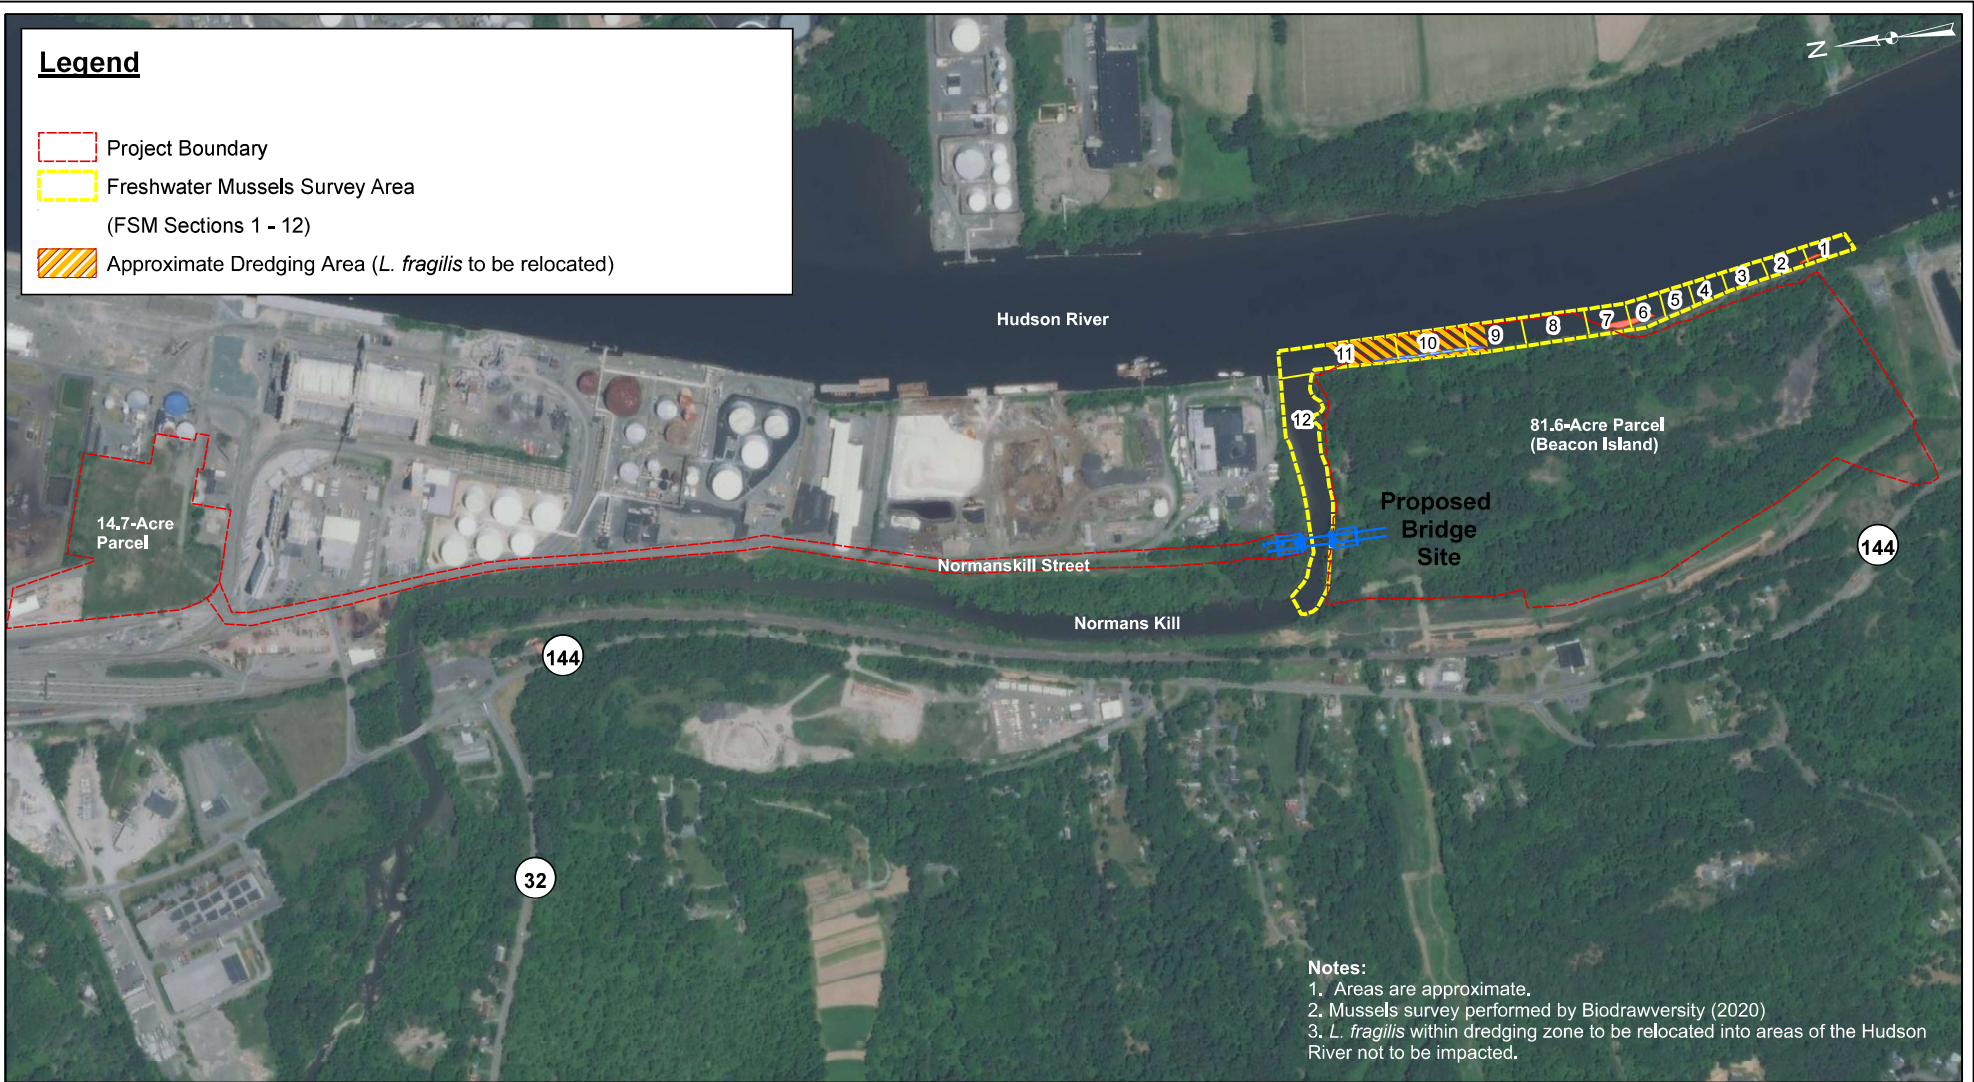 Legend
Project Boundary
Freshwater Mussels Survey Area
(FSM Sections 1 - 12)
Approximate Dredging Area (L. fragilis to be relocated)
N
Hudson River
1
2
3
4
5
6
7
8
9
10
11
12
81.6-Acre Parcel
(Beacon Island)
Proposed
Bridge
Site
14.7-Acre
Parcel
Normanskill Street
Normans Kill
144
144
32
Notes:
1. Areas are approximate.
2. Mussels survey performed by Biodrawversity (2020)
3. L. fragilis within dredging zone to be relocated into areas of the Hudson
River not to be impacted.